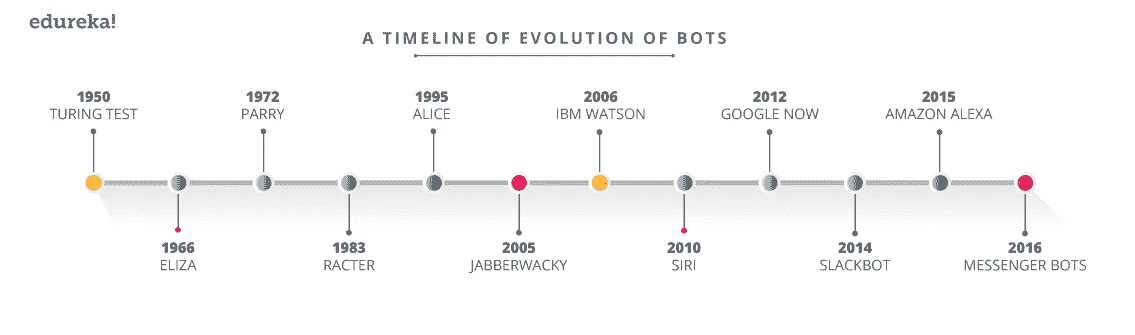 edureka!
A TIMELINE OF EVOLUTION OF BOTS
1950
TURING TEST
1966
ELIZA
1972
PARRY
1983
RACTER
1995
ALICE
2005
JABBERWACKY
2006
IBM WATSON
2010
SIRI
2012
GOOGLE NOW
2014
SLACKBOT
2015
AMAZON ALEXA
2016
MESSENGER BOTS